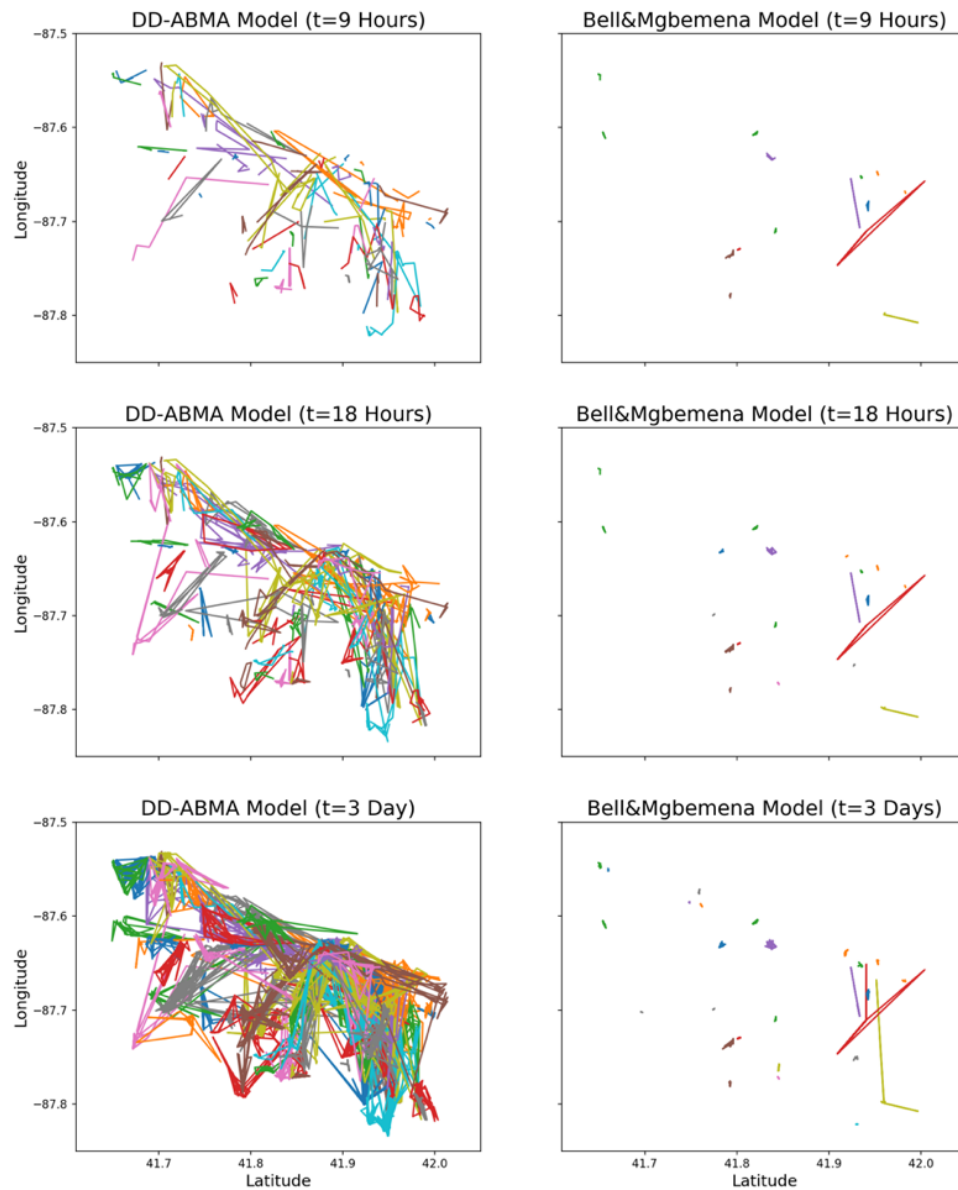 DD-ABMA Model (t=9 Hours)
Bell&Mgbemena Model (t=9 Hours)
−87.5
−87.6
−87.7
−87.8
Longitude
DD-ABMA Model (t=18 Hours)
Bell&Mgbemena Model (t=18 Hours)
−87.5
−87.6
−87.7
−87.8
Longitude
DD-ABMA Model (t=3 Day)
Bell&Mgbemena Model (t=3 Days)
−87.5
−87.6
−87.7
−87.8
Longitude
41.7 41.8 41.9 42.0
Latitude
41.7 41.8 41.9 42.0
Latitude